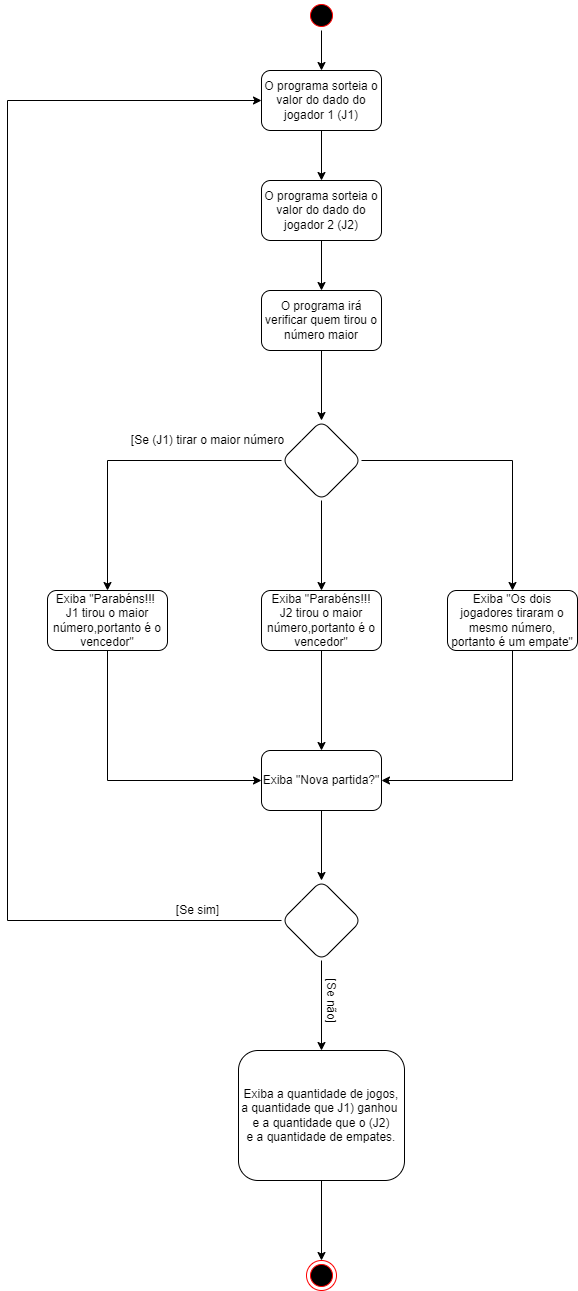 O programa sorteia o
valor do dado do
jogador 1 (J1)
O programa sorteia o
valor do dado do
jogador 2 (J2)
O programa irá
verificar quem tirou o
número maior
[Se (J1) tirar o maior número
Exiba "Parabéns!!!
J1 tirou o maior
número,portanto é o
vencedor"
Exiba "Parabéns!!!
J2 tirou o maior
número,portanto é o
vencedor"
Exiba "Os dois
jogadores tiraram o
mesmo número,
portanto é um empate"
Exiba "Nova partida?"
[Se sim]
[Se não]
Exiba a quantidade de jogos,
a quantidade que J1) ganhou
e a quantidade que o (J2)
e a quantidade de empates.